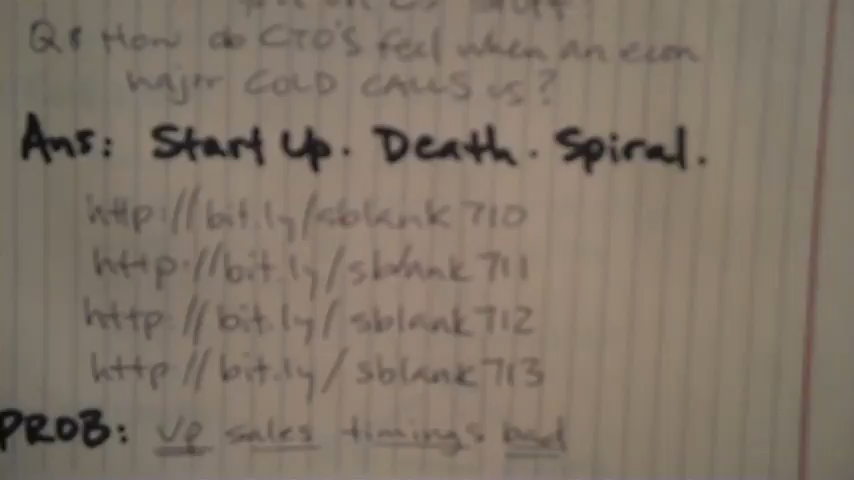 Q: How do CTO'S feel when an econ
major COLD CALLS us?
Ans: Start Up. Death. Spiral.
http://bit.ly/sblank710
http://bit.ly/sblank711
http://bit.ly/sblank712
http://bit.ly/sblank713
PROB: VP sales timings bad